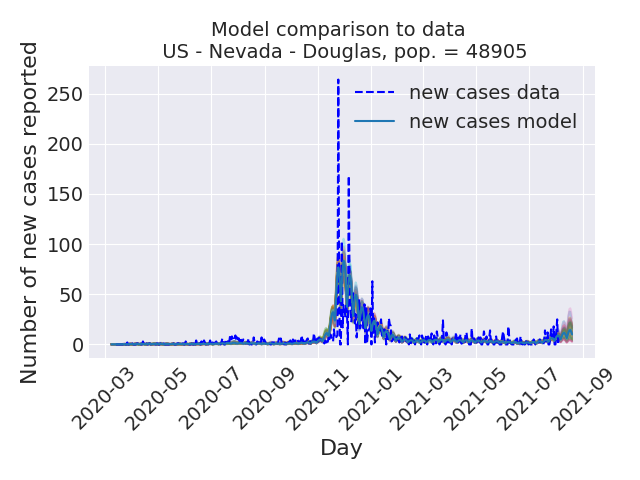 Model comparison to data
US - Nevada - Douglas, pop. = 48905
Number of new cases reported
250
200
150
100
50
0
new cases data
new cases model
2020-03
2020-05
2020-07
2020-09
2020-11
2021-01
2021-03
2021-05
2021-07
2021-09
Day